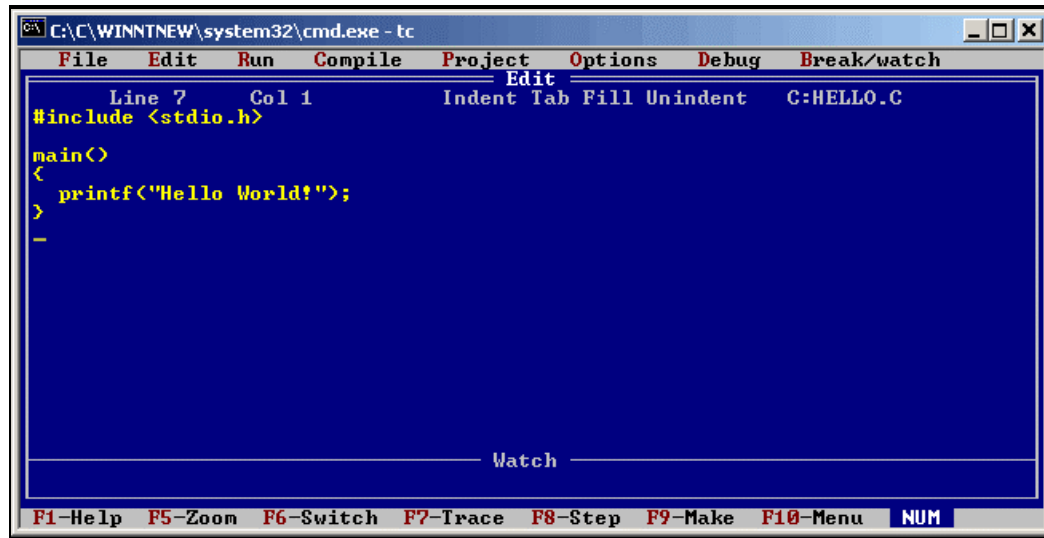 C:\C\WINNTNEW\system32\cmd.exe - tc
File Edit Run Compile Project Options Debug Break/watch
Edit
Line 7 Col 1 Indent Tab Fill Unindent C:HELLO.C
#include <stdio.h>
main()
{
printf("Hello World!");
}
Watch
F1-Help F5-Zoom F6-Switch F7-Trace F8-Step F9-Make F10-Menu NUM